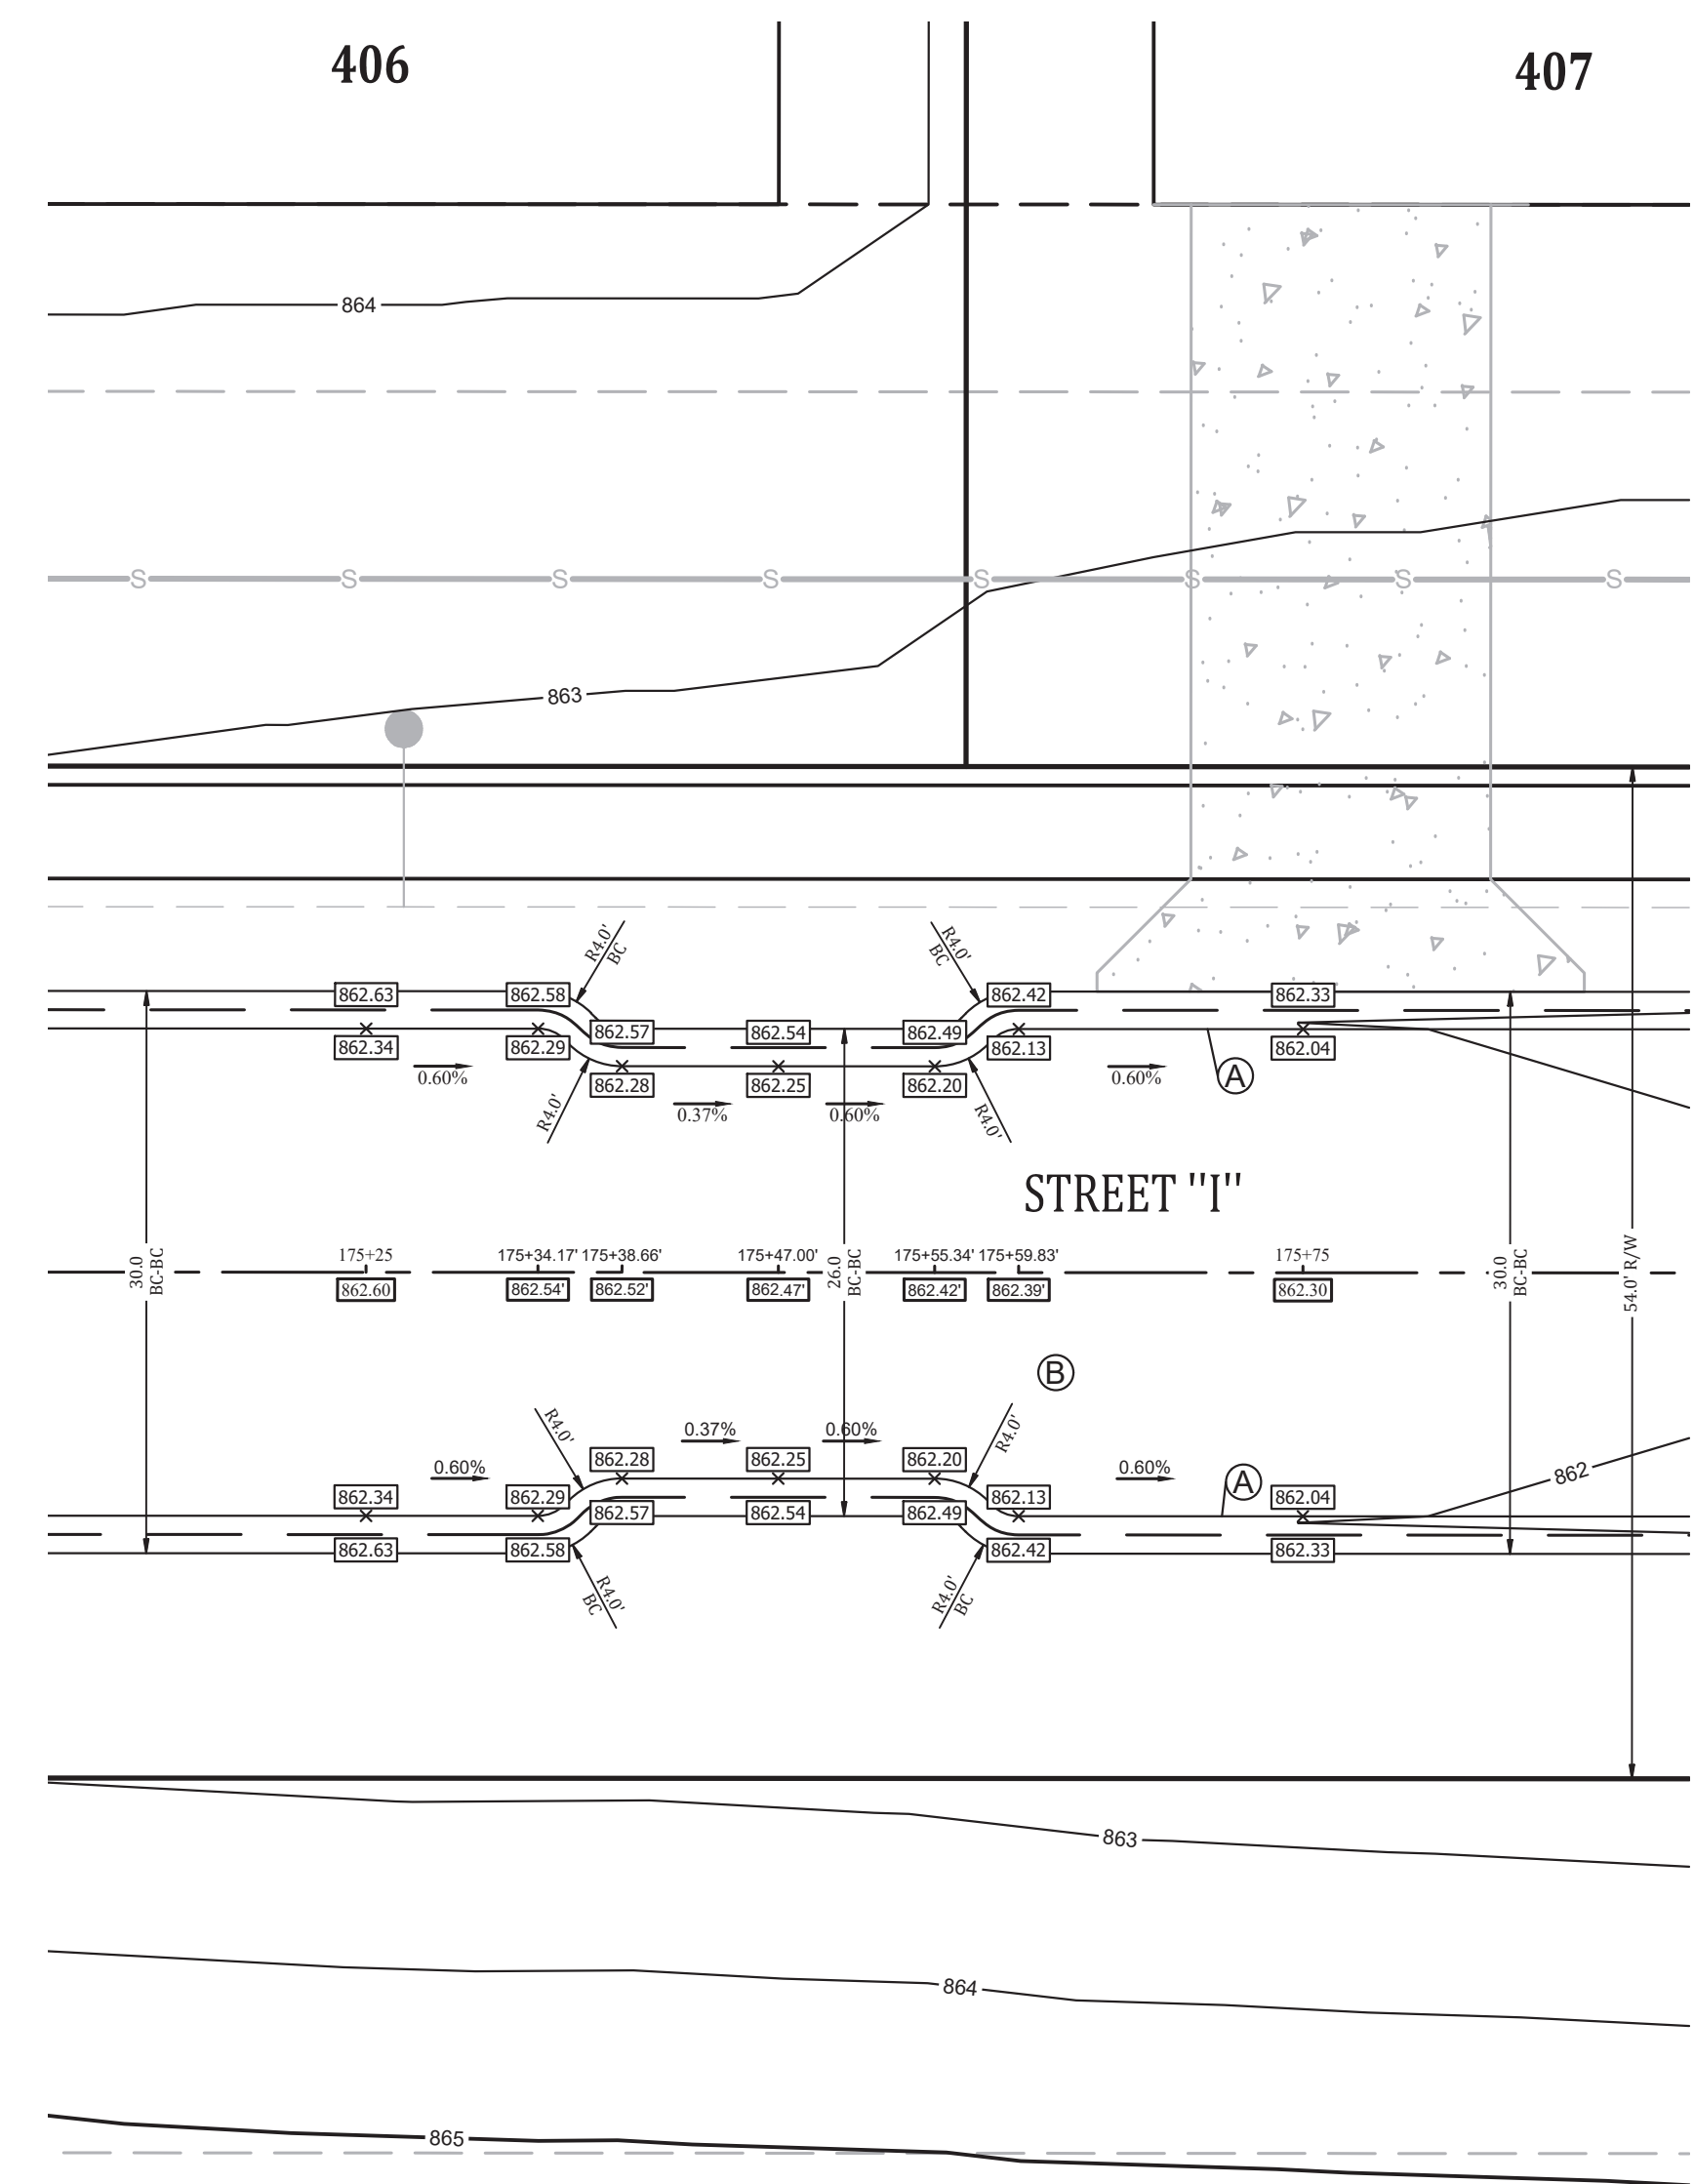 406
407
864
S S S S S S S S
863
R4.0'
BC
R4.0'
BC
862.63 862.58 862.42 862.33
862.57 862.54 862.49
862.34 862.29 862.13 862.04
0.60% 0.60% A
862.28 862.25 862.20
0.37% 0.60%
R4.0' R4.0'
STREET "I"
175+25 175+34.17' 175+38.66' 175+47.00' 175+55.34' 175+59.83' 175+75
30.0
BC-BC
26.0
BC-BC
30.0
BC-BC
54.0' R/W
862.60 862.54' 862.52' 862.47' 862.42' 862.39' 862.30
B
R4.0' R4.0'
0.37% 0.60%
862.28 862.25 862.20
0.60% 0.60% A 862
862.34 862.29 862.13 862.04
862.57 862.54 862.49
862.63 862.58 862.42 862.33
R4.0'
BC
R4.0'
BC
863
864
865